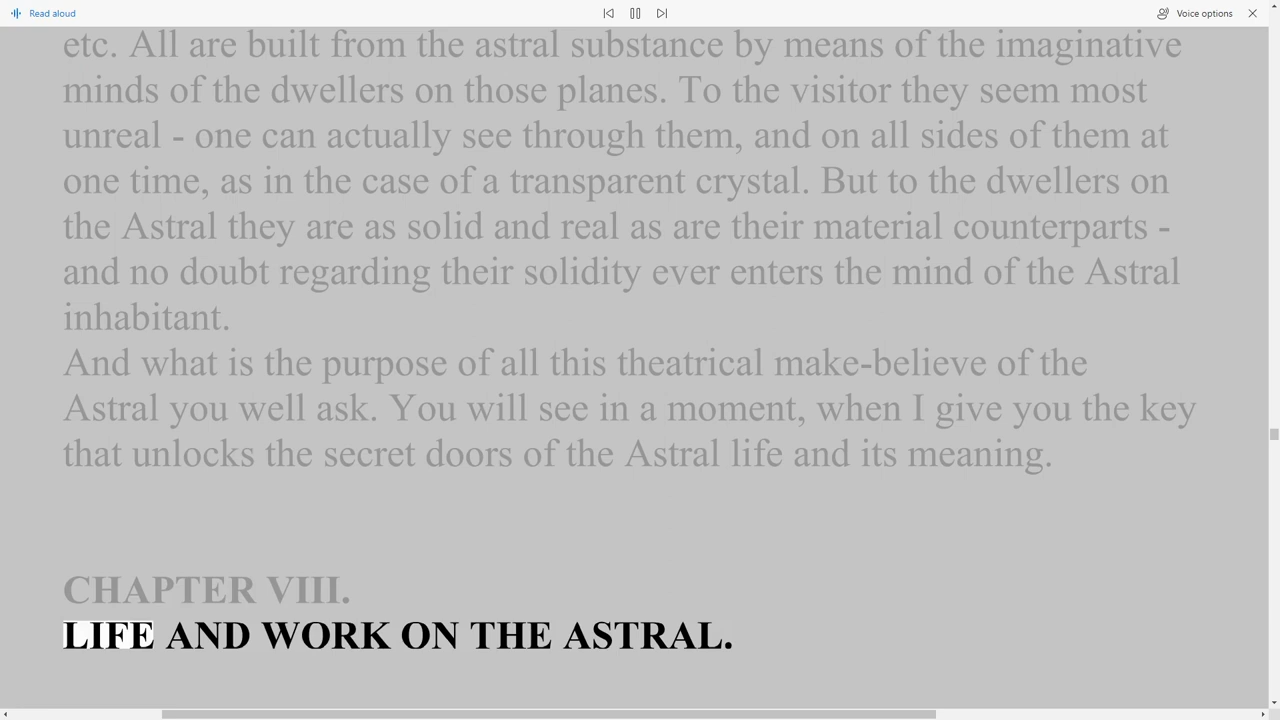 Read aloud
Voice options
etc. All are built from the astral substance by means of the imaginative
minds of the dwellers on those planes. To the visitor they seem most
unreal - one can actually see through them, and on all sides of them at
one time, as in the case of a transparent crystal. But to the dwellers on
the Astral they are as solid and real as are their material counterparts -
and no doubt regarding their solidity ever enters the mind of the Astral
inhabitant.
And what is the purpose of all this theatrical make-believe of the
Astral you well ask. You will see in a moment, when I give you the key
that unlocks the secret doors of the Astral life and its meaning.
CHAPTER VIII.
LIFE AND WORK ON THE ASTRAL.